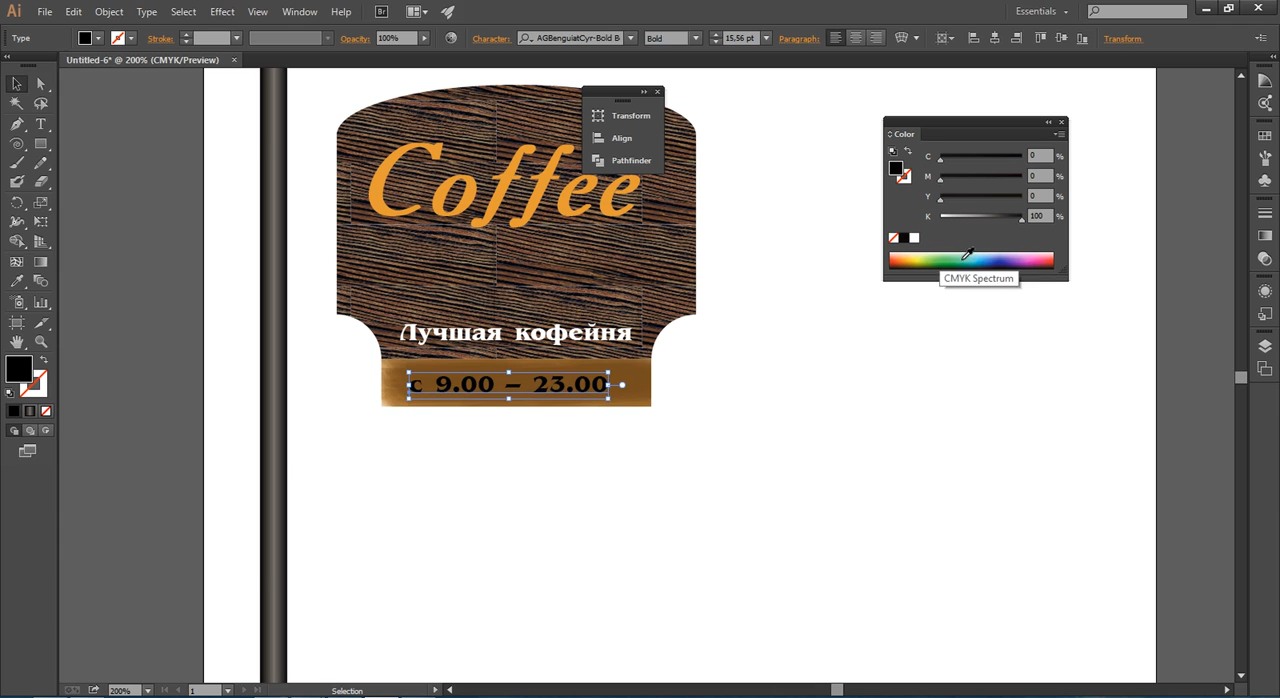 Ai File Edit Object Type Select Effect View Window Help Br Essentials
Type Stroke: Opacity: 100% Character: AGBenguiatCyr-Bold B Bold 15,56 pt Paragraph: Transform
Untitled-6* @ 200% (CMYK/Preview)
Transform
Align
Pathfinder
Coffee
Лучшая кофейня
с 9.00 – 23.00
Color
C 0 %
M 0 %
Y 0 %
K 100 %
CMYK Spectrum
200% 1 Selection